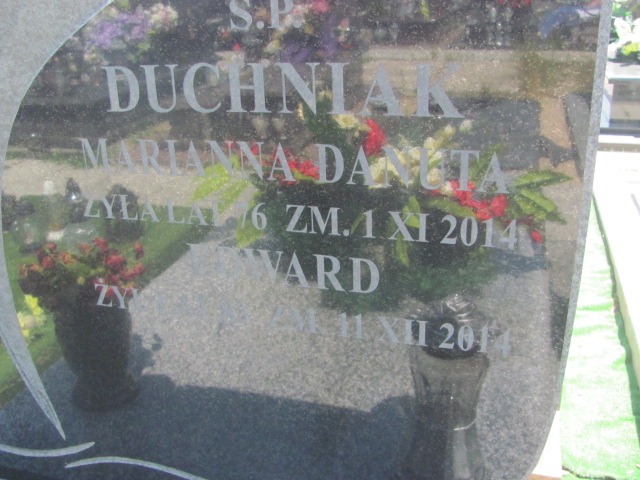 Ś.P.
DUCHNIAK
MARIANNA DANUTA
ŻYŁA LAT 76 ZM. 1 XI 2014
EDWARD
ZM. 11 XII 2014